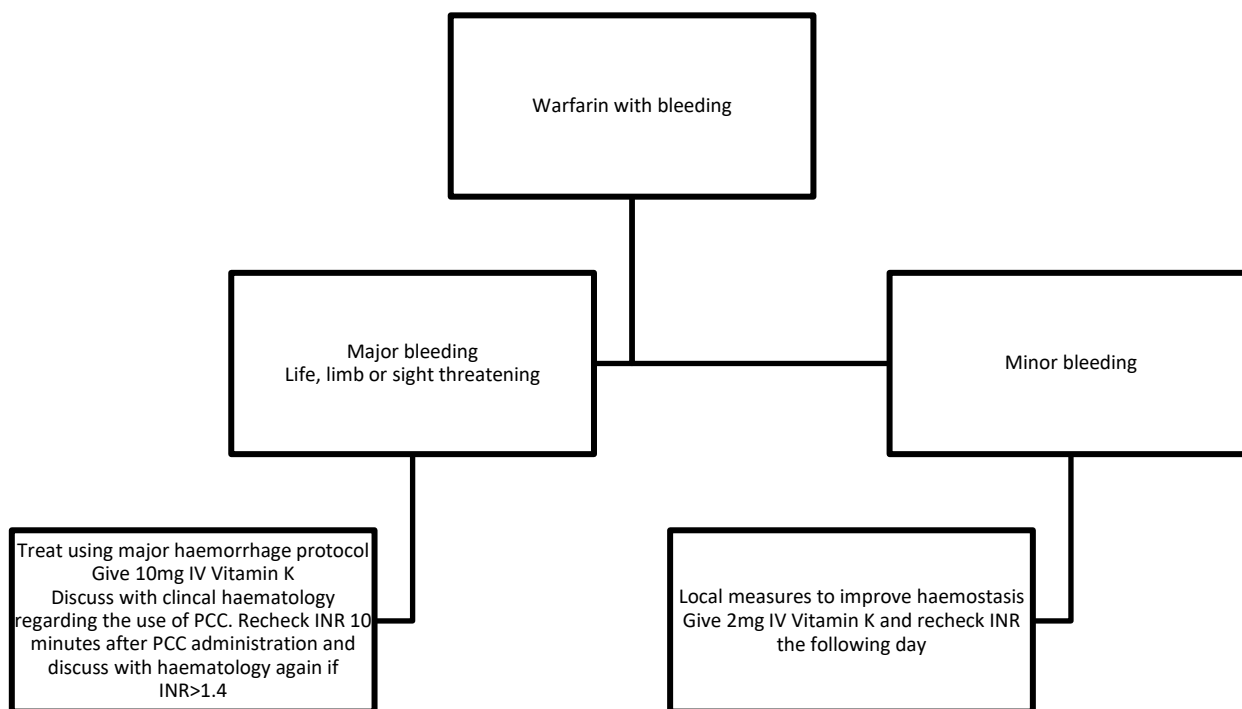 Warfarin with bleeding
Major bleeding
Life, limb or sight threatening
Minor bleeding
Treat using major haemorrhage protocol
Give 10mg IV Vitamin K
Discuss with clincal haematology
regarding the use of PCC. Recheck INR 10
minutes after PCC administration and
discuss with haematology again if
INR>1.4
Local measures to improve haemostasis
Give 2mg IV Vitamin K and recheck INR
the following day